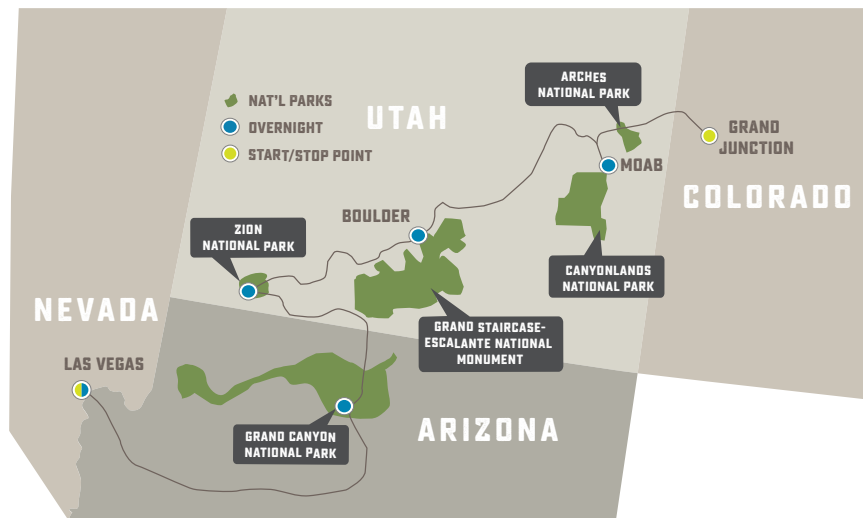 ARCHES
NATIONAL PARK
NAT'L PARKS
OVERNIGHT
START/STOP POINT
UTAH
GRAND
JUNCTION
MOAB
COLORADO
BOULDER
ZION
NATIONAL PARK
CANYONLANDS
NATIONAL PARK
NEVADA
GRAND STAIRCASE-
ESCALANTE NATIONAL
MONUMENT
LAS VEGAS
GRAND CANYON
NATIONAL PARK
ARIZONA